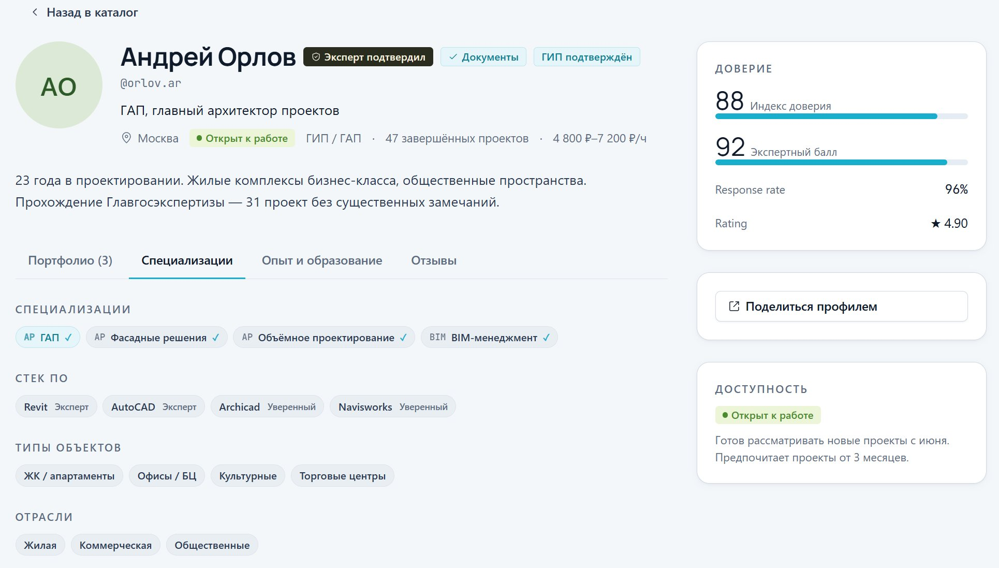 Назад в каталог
АО
Андрей Орлов
Эксперт подтвердил
Документы
ГИП подтверждён
@orlov.ar
ГАП, главный архитектор проектов
Москва
Открыт к работе
ГИП / ГАП · 47 завершённых проектов · 4 800 ₽–7 200 ₽/ч
23 года в проектировании. Жилые комплексы бизнес-класса, общественные пространства.
Прохождение Главгосэкспертизы — 31 проект без существенных замечаний.
Портфолио (3)
Специализации
Опыт и образование
Отзывы
СПЕЦИАЛИЗАЦИИ
АР ГАП ✓
АР Фасадные решения ✓
АР Объёмное проектирование ✓
BIM BIM-менеджмент ✓
СТЕК ПО
Revit Эксперт
AutoCAD Эксперт
Archicad Уверенный
Navisworks Уверенный
ТИПЫ ОБЪЕКТОВ
ЖК / апартаменты
Офисы / БЦ
Культурные
Торговые центры
ОТРАСЛИ
Жилая
Коммерческая
Общественные
ДОВЕРИЕ
88 Индекс доверия
92 Экспертный балл
Response rate 96%
Rating ★ 4.90
Поделиться профилем
ДОСТУПНОСТЬ
Открыт к работе
Готов рассматривать новые проекты с июня.
Предпочитает проекты от 3 месяцев.